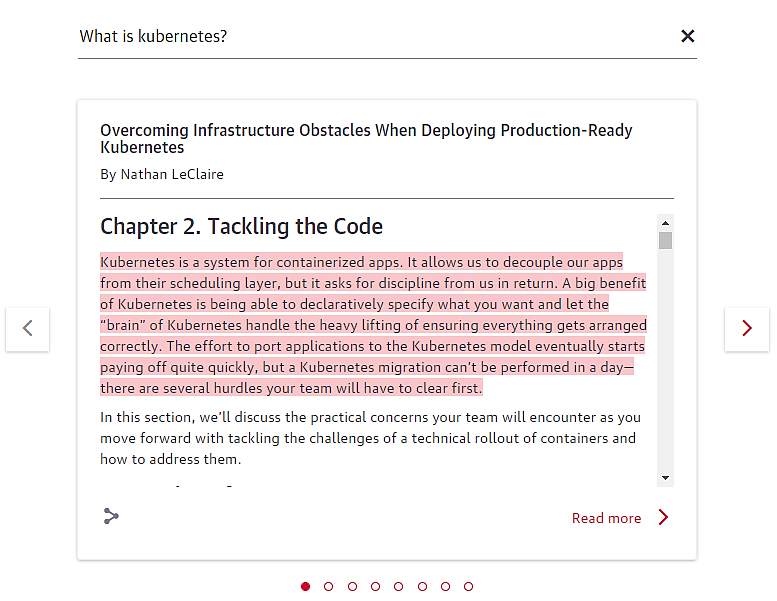 What is kubernetes?
Overcoming Infrastructure Obstacles When Deploying Production-Ready
Kubernetes
By Nathan LeClaire
Chapter 2. Tackling the Code
Kubernetes is a system for containerized apps. It allows us to decouple our apps
from their scheduling layer, but it asks for discipline from us in return. A big benefit
of Kubernetes is being able to declaratively specify what you want and let the
“brain” of Kubernetes handle the heavy lifting of ensuring everything gets arranged
correctly. The effort to port applications to the Kubernetes model eventually starts
paying off quite quickly, but a Kubernetes migration can’t be performed in a day—
there are several hurdles your team will have to clear first.
In this section, we’ll discuss the practical concerns your team will encounter as you
move forward with tackling the challenges of a technical rollout of containers and
how to address them.
Read more